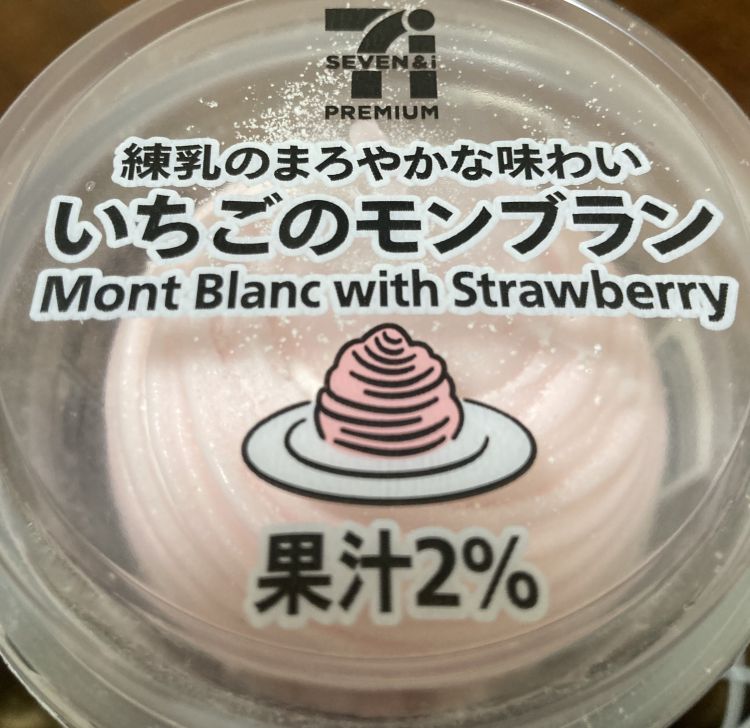 7i
SEVEN&i
PREMIUM
練乳のまろやかな味わい
いちごのモンブラン
Mont Blanc with Strawberry
果汁2%